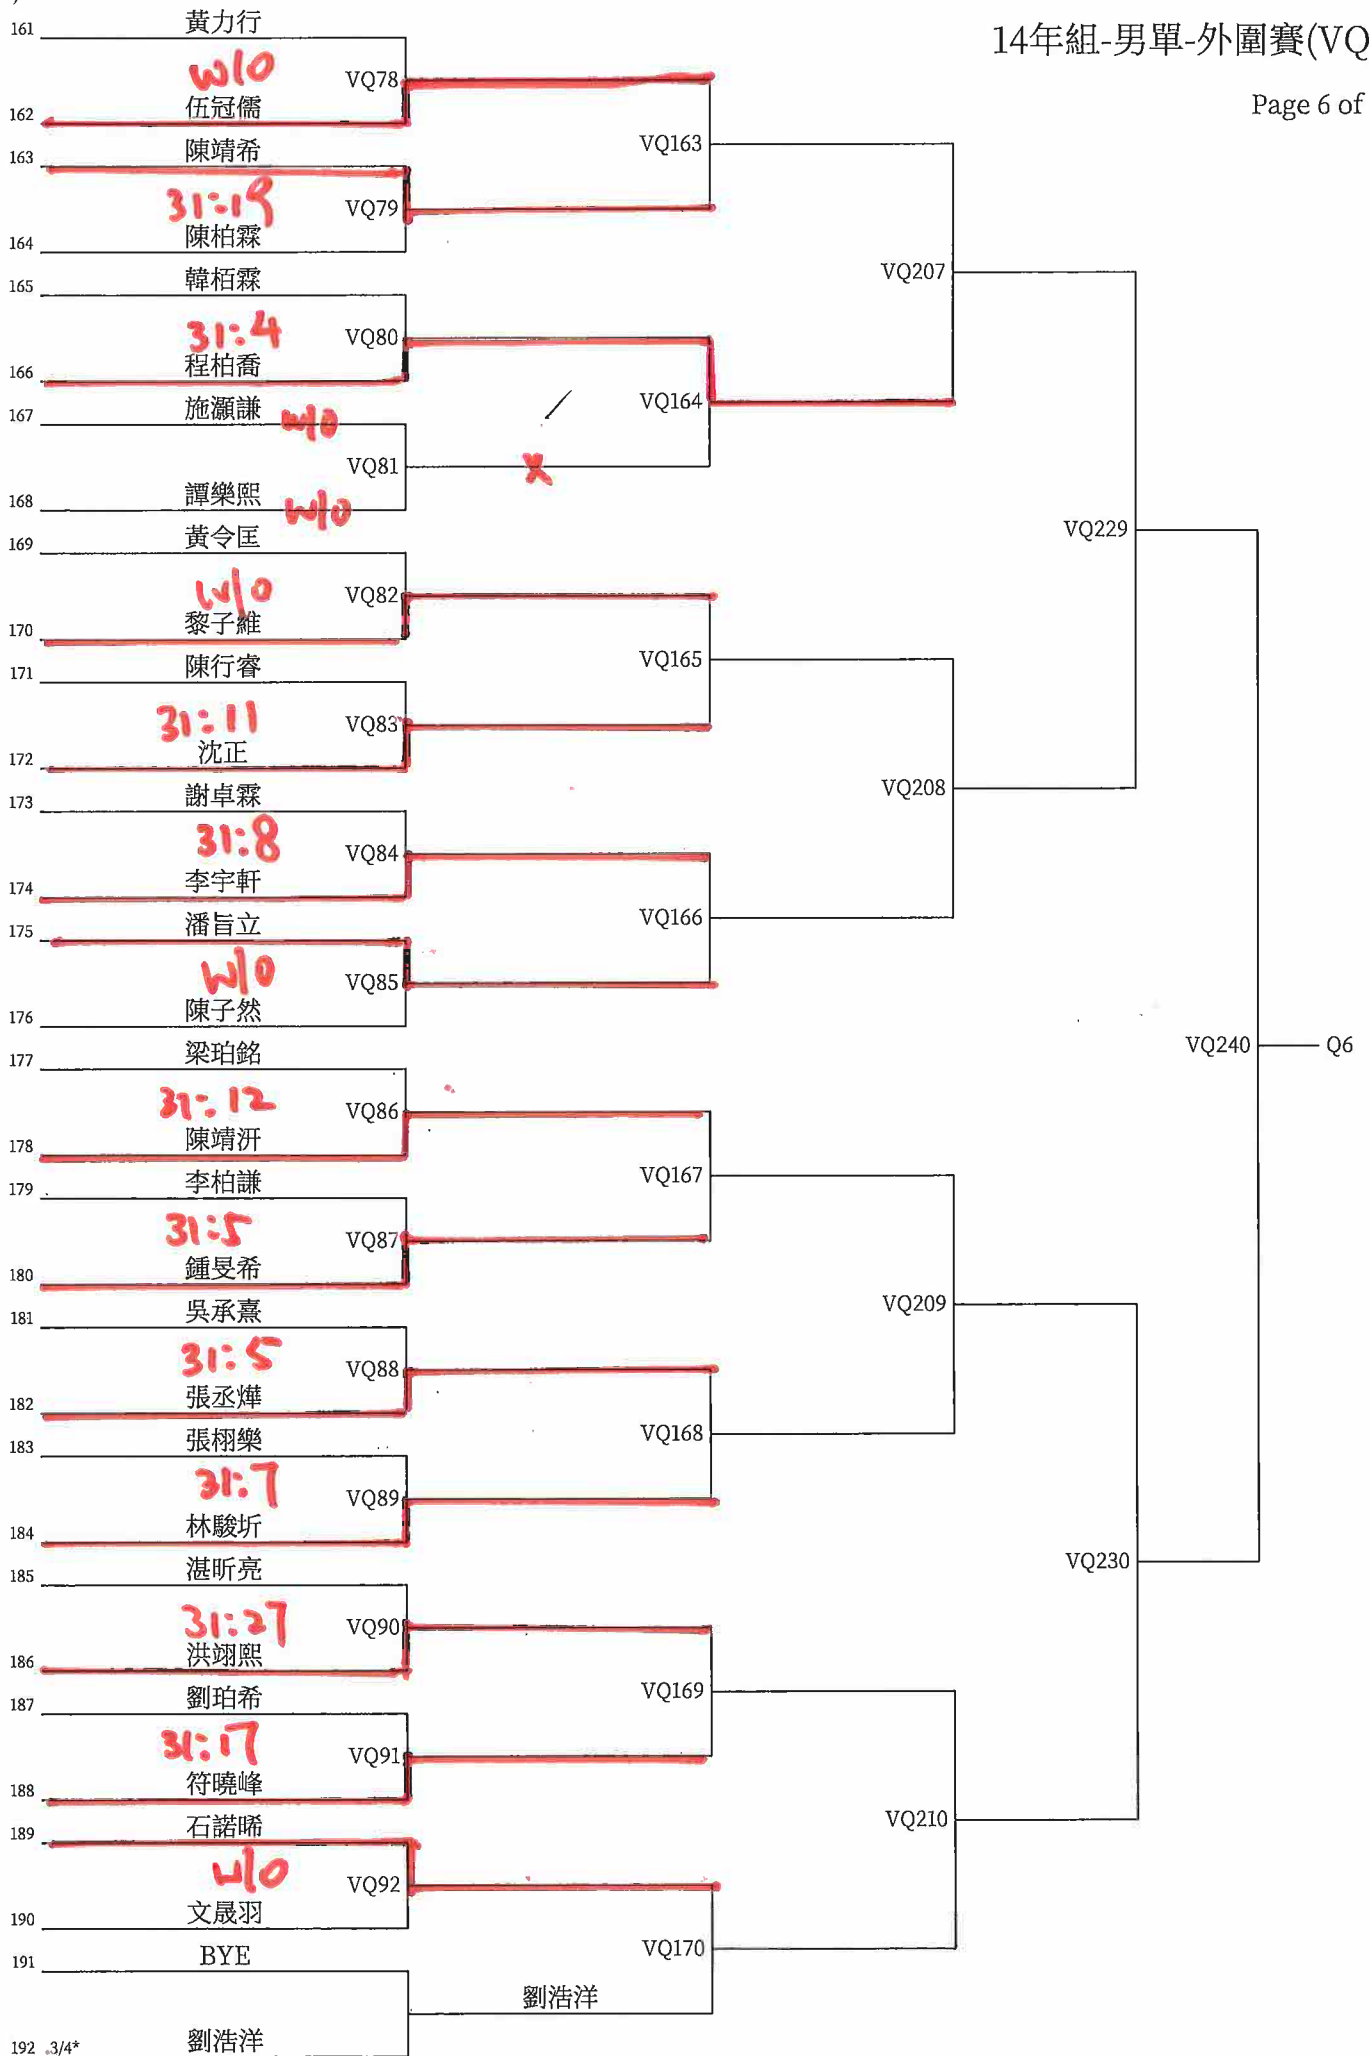 14年組-男單-外圍賽(VQ
Page 6 of
161 黃力行
w/o VQ78
162 伍冠儒
163 陳靖希
VQ163
31:19 VQ79
164 陳柏霖
165 韓栢霖
VQ207
31:4 VQ80
166 程柏喬
167 施灝謙 w/o
VQ164
VQ81 x
168 譚樂熙 w/o
169 黃令匡
VQ229
w/o VQ82
170 黎子維
171 陳行睿
VQ165
31:11 VQ83
172 沈正
173 謝卓霖
VQ208
31:8 VQ84
174 李宇軒
175 潘旨立
VQ166
w/o VQ85
176 陳子然
VQ240 Q6
177 梁珀銘
31:12 VQ86
178 陳靖汧
179 李柏謙
VQ167
31:5 VQ87
180 鍾旻希
181 吳承熹
VQ209
31:5 VQ88
182 張丞燁
183 張栩樂
VQ168
31:7 VQ89
184 林駿圻
185 湛昕亮
VQ230
31:27 VQ90
186 洪翊熙
187 劉珀希
VQ169
31:17 VQ91
188 符曉峰
189 石諾晞
VQ210
w/o VQ92
190 文晟羽
191 BYE
VQ170
劉浩洋
192 3/4* 劉浩洋